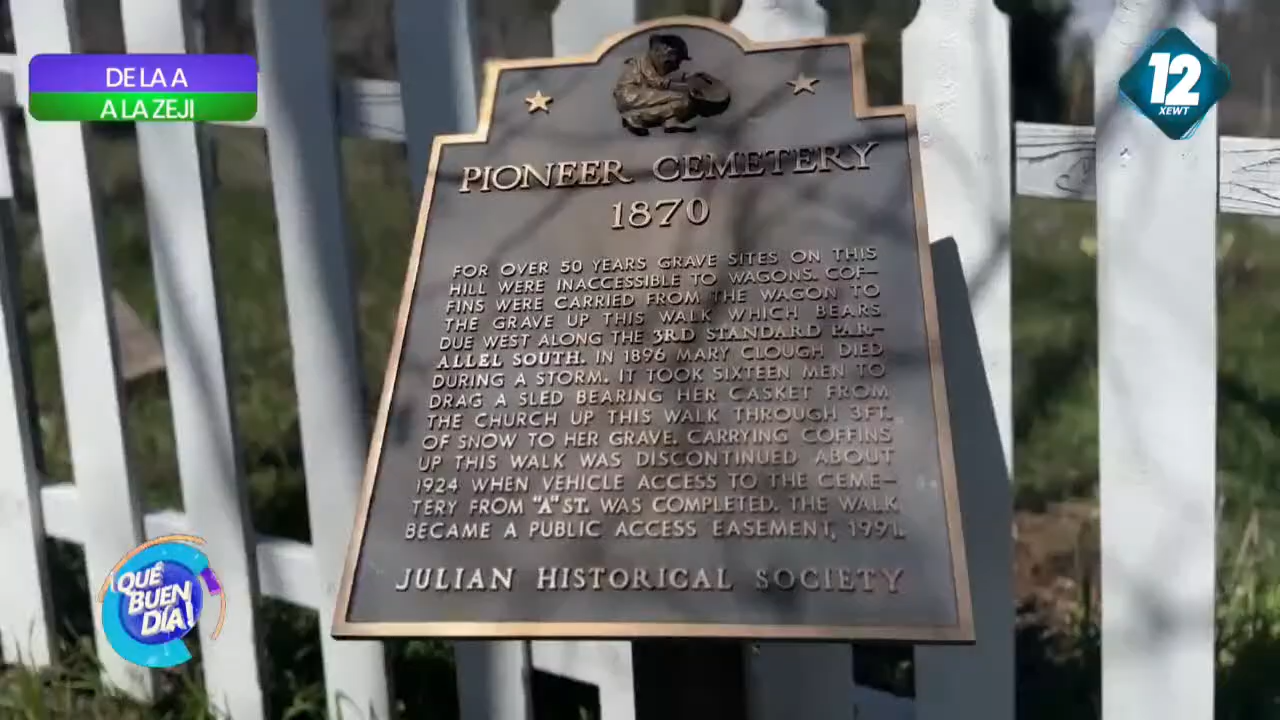 DE LA A
A LA ZEJI
12
XEWT
PIONEER CEMETERY
1870
FOR OVER 50 YEARS GRAVE SITES ON THIS
HILL WERE INACCESSIBLE TO WAGONS. COF-
FINS WERE CARRIED FROM THE WAGON TO
THE GRAVE UP THIS WALK WHICH BEARS
DUE WEST ALONG THE 3RD STANDARD PAR-
ALLEL SOUTH. IN 1896 MARY CLOUGH DIED
DURING A STORM. IT TOOK SIXTEEN MEN TO
DRAG A SLED BEARING HER CASKET FROM
THE CHURCH UP THIS WALK THROUGH 3FT.
OF SNOW TO HER GRAVE. CARRYING COFFINS
UP THIS WALK WAS DISCONTINUED ABOUT
1924 WHEN VEHICLE ACCESS TO THE CEME-
TERY FROM "A" ST. WAS COMPLETED. THE WALK
BECAME A PUBLIC ACCESS EASEMENT, 1991.
JULIAN HISTORICAL SOCIETY
¡QUÉ
BUEN
DÍA!